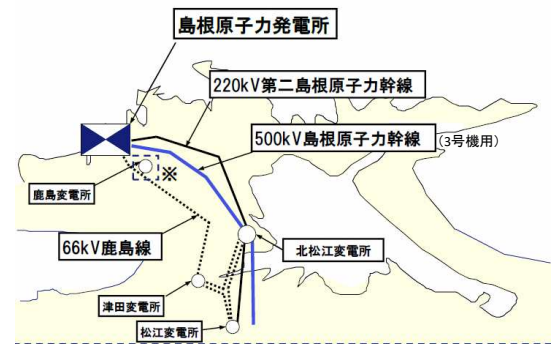 島根原子力発電所
220kV第二島根原子力幹線
500kV島根原子力幹線(3号機用)
※
鹿島変電所
66kV鹿島線
北松江変電所
津田変電所
松江変電所